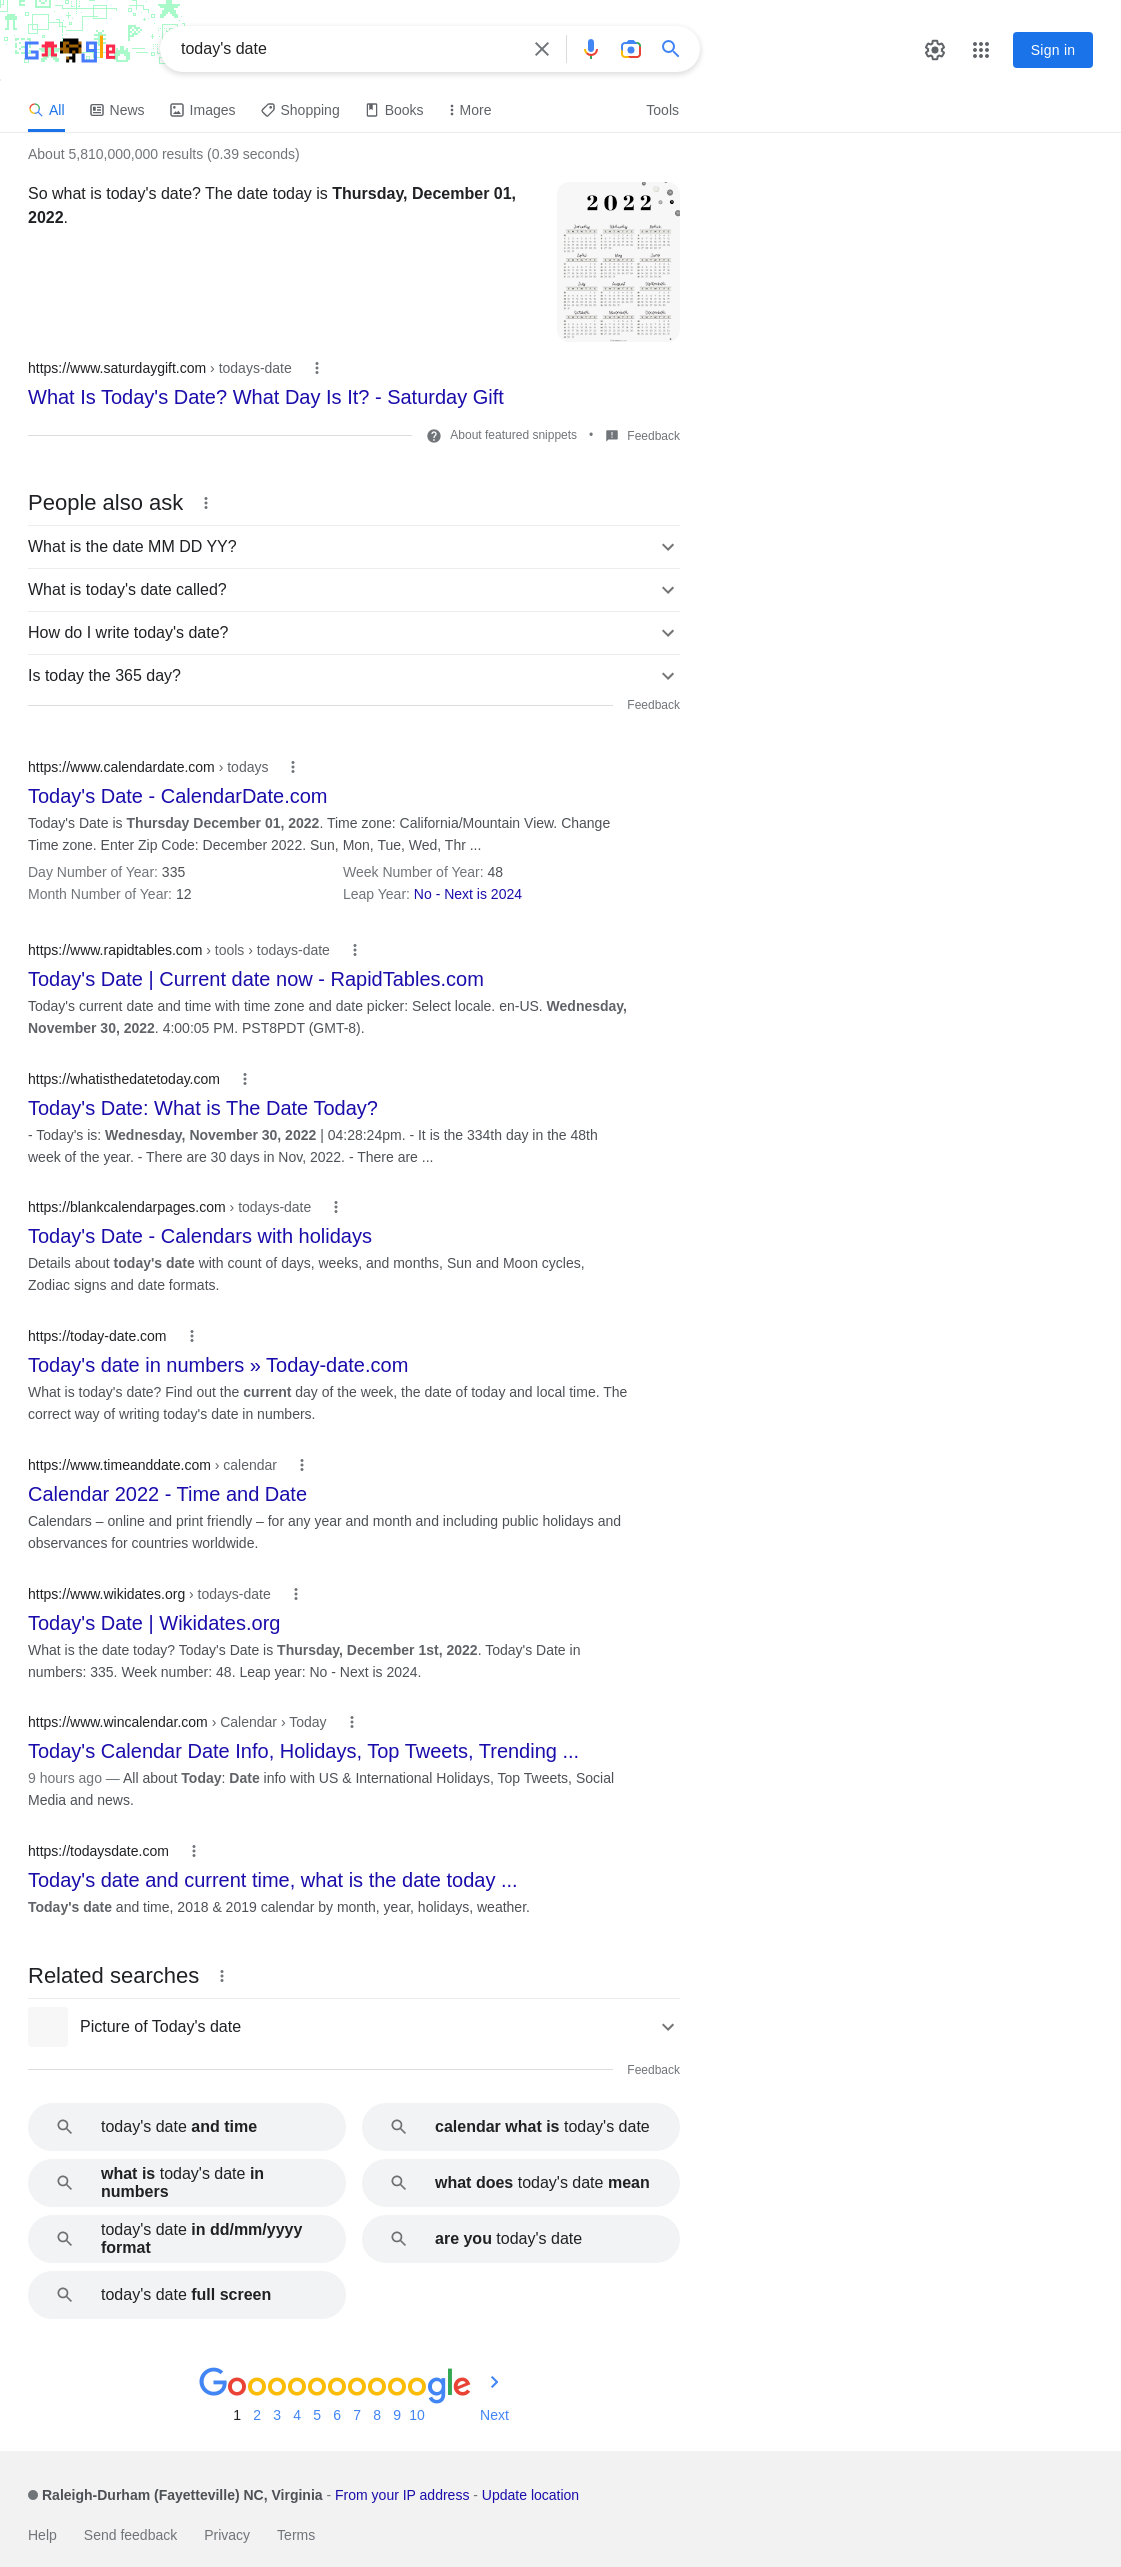 Google
today's date
Sign in
All
News
Images
Shopping
Books
More
Tools
About 5,810,000,000 results (0.39 seconds)
So what is today's date? The date today is Thursday, December 01,
2022.
2022
https://www.saturdaygift.com › todays-date
What Is Today's Date? What Day Is It? - Saturday Gift
About featured snippets • Feedback
People also ask
What is the date MM DD YY?
What is today's date called?
How do I write today's date?
Is today the 365 day?
Feedback
https://www.calendardate.com › todays
Today's Date - CalendarDate.com
Today's Date is Thursday December 01, 2022. Time zone: California/Mountain View. Change
Time zone. Enter Zip Code: December 2022. Sun, Mon, Tue, Wed, Thr ...
Day Number of Year: 335
Week Number of Year: 48
Month Number of Year: 12
Leap Year: No - Next is 2024
https://www.rapidtables.com › tools › todays-date
Today's Date | Current date now - RapidTables.com
Today's current date and time with time zone and date picker: Select locale. en-US. Wednesday,
November 30, 2022. 4:00:05 PM. PST8PDT (GMT-8).
https://whatisthedatetoday.com
Today's Date: What is The Date Today?
- Today's is: Wednesday, November 30, 2022 | 04:28:24pm. - It is the 334th day in the 48th
week of the year. - There are 30 days in Nov, 2022. - There are ...
https://blankcalendarpages.com › todays-date
Today's Date - Calendars with holidays
Details about today's date with count of days, weeks, and months, Sun and Moon cycles,
Zodiac signs and date formats.
https://today-date.com
Today's date in numbers » Today-date.com
What is today's date? Find out the current day of the week, the date of today and local time. The
correct way of writing today's date in numbers.
https://www.timeanddate.com › calendar
Calendar 2022 - Time and Date
Calendars – online and print friendly – for any year and month and including public holidays and
observances for countries worldwide.
https://www.wikidates.org › todays-date
Today's Date | Wikidates.org
What is the date today? Today's Date is Thursday, December 1st, 2022. Today's Date in
numbers: 335. Week number: 48. Leap year: No - Next is 2024.
https://www.wincalendar.com › Calendar › Today
Today's Calendar Date Info, Holidays, Top Tweets, Trending ...
9 hours ago — All about Today: Date info with US & International Holidays, Top Tweets, Social
Media and news.
https://todaysdate.com
Today's date and current time, what is the date today ...
Today's date and time, 2018 & 2019 calendar by month, year, holidays, weather.
Related searches
Picture of Today's date
Feedback
today's date and time
calendar what is today's date
what is today's date in
numbers
what does today's date mean
today's date in dd/mm/yyyy
format
are you today's date
today's date full screen
Goooooooooogle
1 2 3 4 5 6 7 8 9 10 Next
Raleigh-Durham (Fayetteville) NC, Virginia - From your IP address - Update location
Help Send feedback Privacy Terms